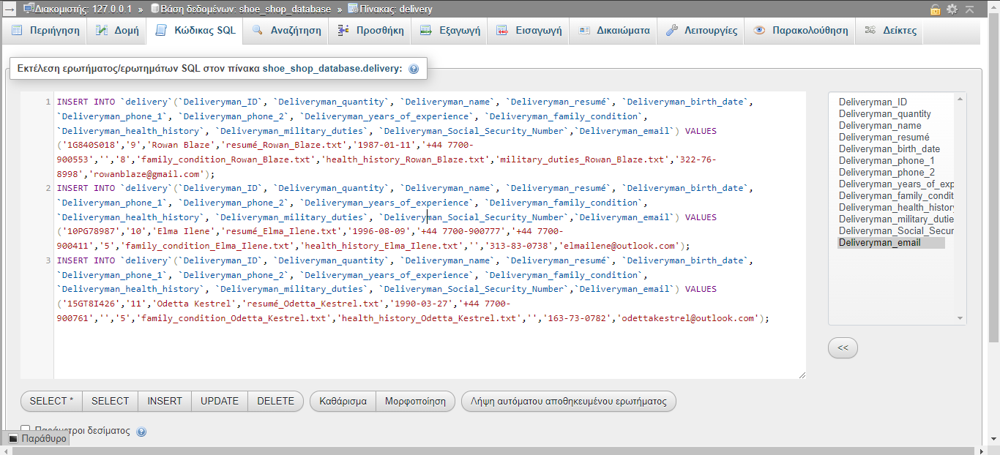 Διακομιστής: 127.0.0.1 » Βάση δεδομένων: shoe_shop_database » Πίνακας: delivery
Περιήγηση Δομή Κώδικας SQL Αναζήτηση Προσθήκη Εξαγωγή Εισαγωγή Δικαιώματα Λειτουργίες Παρακολούθηση Δείκτες
Εκτέλεση ερωτήματος/ερωτημάτων SQL στον πίνακα shoe_shop_database.delivery:
1 INSERT INTO `delivery`(`Deliveryman_ID`, `Deliveryman_quantity`, `Deliveryman_name`, `Deliveryman_resumé`, `Deliveryman_birth_date`,
`Deliveryman_phone_1`, `Deliveryman_phone_2`, `Deliveryman_years_of_experience`, `Deliveryman_family_condition`,
`Deliveryman_health_history`, `Deliveryman_military_duties`, `Deliveryman_Social_Security_Number`,`Deliveryman_email`) VALUES
('1G840S018','9','Rowan Blaze','resumé_Rowan_Blaze.txt','1987-01-11','+44 7700-
900553','','8','family_condition_Rowan_Blaze.txt','health_history_Rowan_Blaze.txt','military_duties_Rowan_Blaze.txt','322-76-
8998','rowanblaze@gmail.com');
2 INSERT INTO `delivery`(`Deliveryman_ID`, `Deliveryman_quantity`, `Deliveryman_name`, `Deliveryman_resumé`, `Deliveryman_birth_date`,
`Deliveryman_phone_1`, `Deliveryman_phone_2`, `Deliveryman_years_of_experience`, `Deliveryman_family_condition`,
`Deliveryman_health_history`, `Deliveryman_military_duties`, `Deliveryman_Social_Security_Number`,`Deliveryman_email`) VALUES
('10PG78987','10','Elma Ilene','resumé_Elma_Ilene.txt','1996-08-09','+44 7700-900777','+44 7700-
900411','5','family_condition_Elma_Ilene.txt','health_history_Elma_Ilene.txt','','313-83-0738','elmailene@outlook.com');
3 INSERT INTO `delivery`(`Deliveryman_ID`, `Deliveryman_quantity`, `Deliveryman_name`, `Deliveryman_resumé`, `Deliveryman_birth_date`,
`Deliveryman_phone_1`, `Deliveryman_phone_2`, `Deliveryman_years_of_experience`, `Deliveryman_family_condition`,
`Deliveryman_health_history`, `Deliveryman_military_duties`, `Deliveryman_Social_Security_Number`,`Deliveryman_email`) VALUES
('15GT8I426','11','Odetta Kestrel','resumé_Odetta_Kestrel.txt','1990-03-27','+44 7700-
900761','','5','family_condition_Odetta_Kestrel.txt','health_history_Odetta_Kestrel.txt','','163-73-0782','odettakestrel@outlook.com');
Deliveryman_ID
Deliveryman_quantity
Deliveryman_name
Deliveryman_resumé
Deliveryman_birth_date
Deliveryman_phone_1
Deliveryman_phone_2
Deliveryman_years_of_exp
Deliveryman_family_condit
Deliveryman_health_history
Deliveryman_military_dutie
Deliveryman_Social_Secur
Deliveryman_email
<<
SELECT * SELECT INSERT UPDATE DELETE Καθάρισμα Μορφοποίηση Λήψη αυτόματου αποθηκευμένου ερωτήματος
Παράμετροι δεσίματος
Παράθυρο